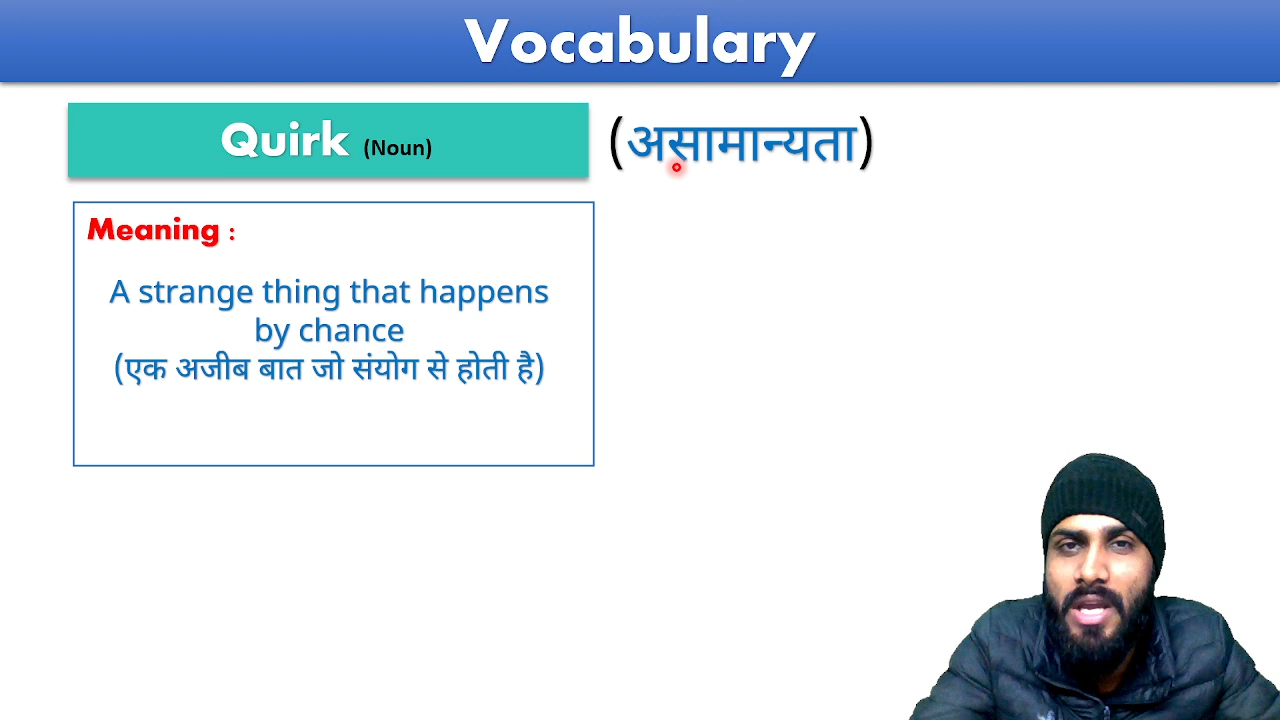 Vocabulary
Quirk (Noun) (असामान्यता)
Meaning :
A strange thing that happens
by chance
(एक अजीब बात जो संयोग से होती है)